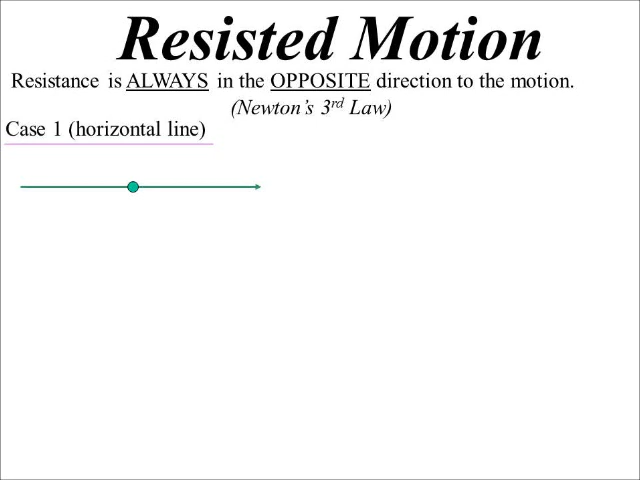 Resisted Motion
Resistance is ALWAYS in the OPPOSITE direction to the motion.
(Newton’s 3rd Law)
Case 1 (horizontal line)